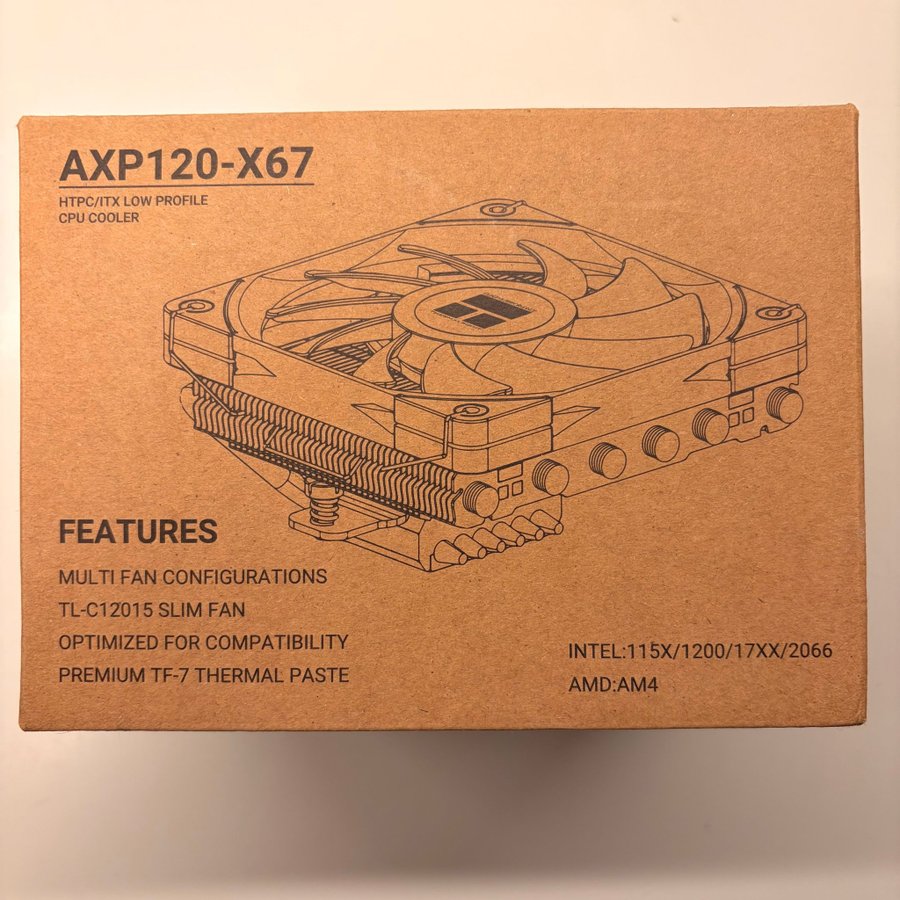 AXP120-X67
HTPC/ITX LOW PROFILE
CPU COOLER
FEATURES
MULTI FAN CONFIGURATIONS
TL-C12015 SLIM FAN
OPTIMIZED FOR COMPATIBILITY
PREMIUM TF-7 THERMAL PASTE
INTEL:115X/1200/17XX/2066
AMD:AM4